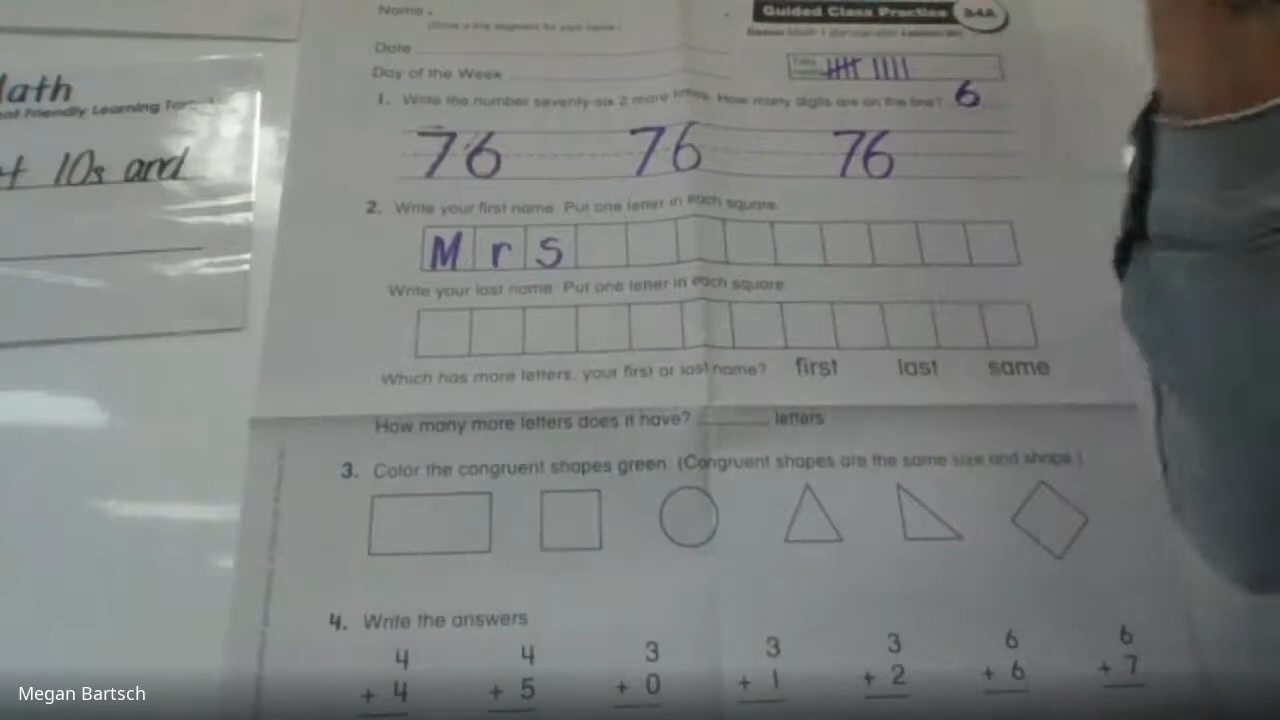 Name
Guided Class Practice 84A
Date
Day of the Week
Math
Friendly Learning
10s and
1. Write the number seventy-six 2 more times. How many digits are on the line? 6
76 76 76
2. Write your first name. Put one letter in each square.
M r s
Write your last name. Put one letter in each square.
Which has more letters, your first or last name? first last same
How many more letters does it have? letters
3. Color the congruent shapes green. (Congruent shapes are the same size and shape.)
4. Write the answers.
4 4 3 3 3 6 6
+ 4 + 5 + 0 + 1 + 2 + 6 + 7
Megan Bartsch